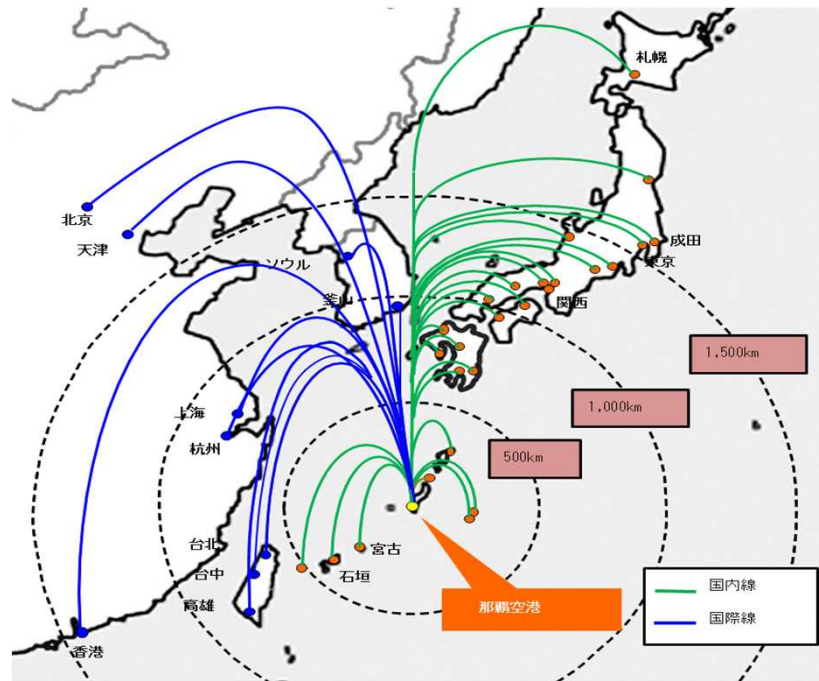 札幌
北京
天津
成田
東京
ソウル
釜山
関西
1,500km
1,000km
500km
上海
杭州
台北
宮古
台中
石垣
高雄
那覇空港
香港
国内線
国際線